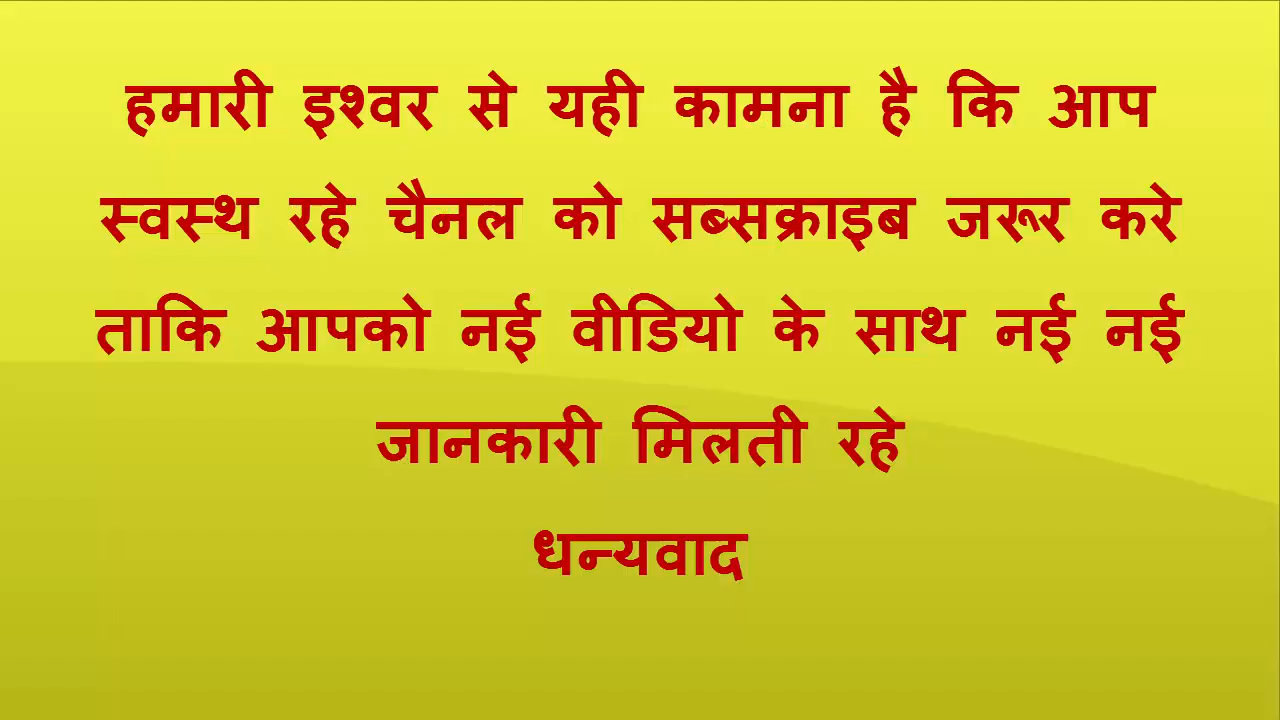 हमारी इश्वर से यही कामना है कि आप
स्वस्थ रहे चैनल को सब्सक्राइब जरूर करे
ताकि आपको नई वीडियो के साथ नई नई
जानकारी मिलती रहे
धन्यवाद